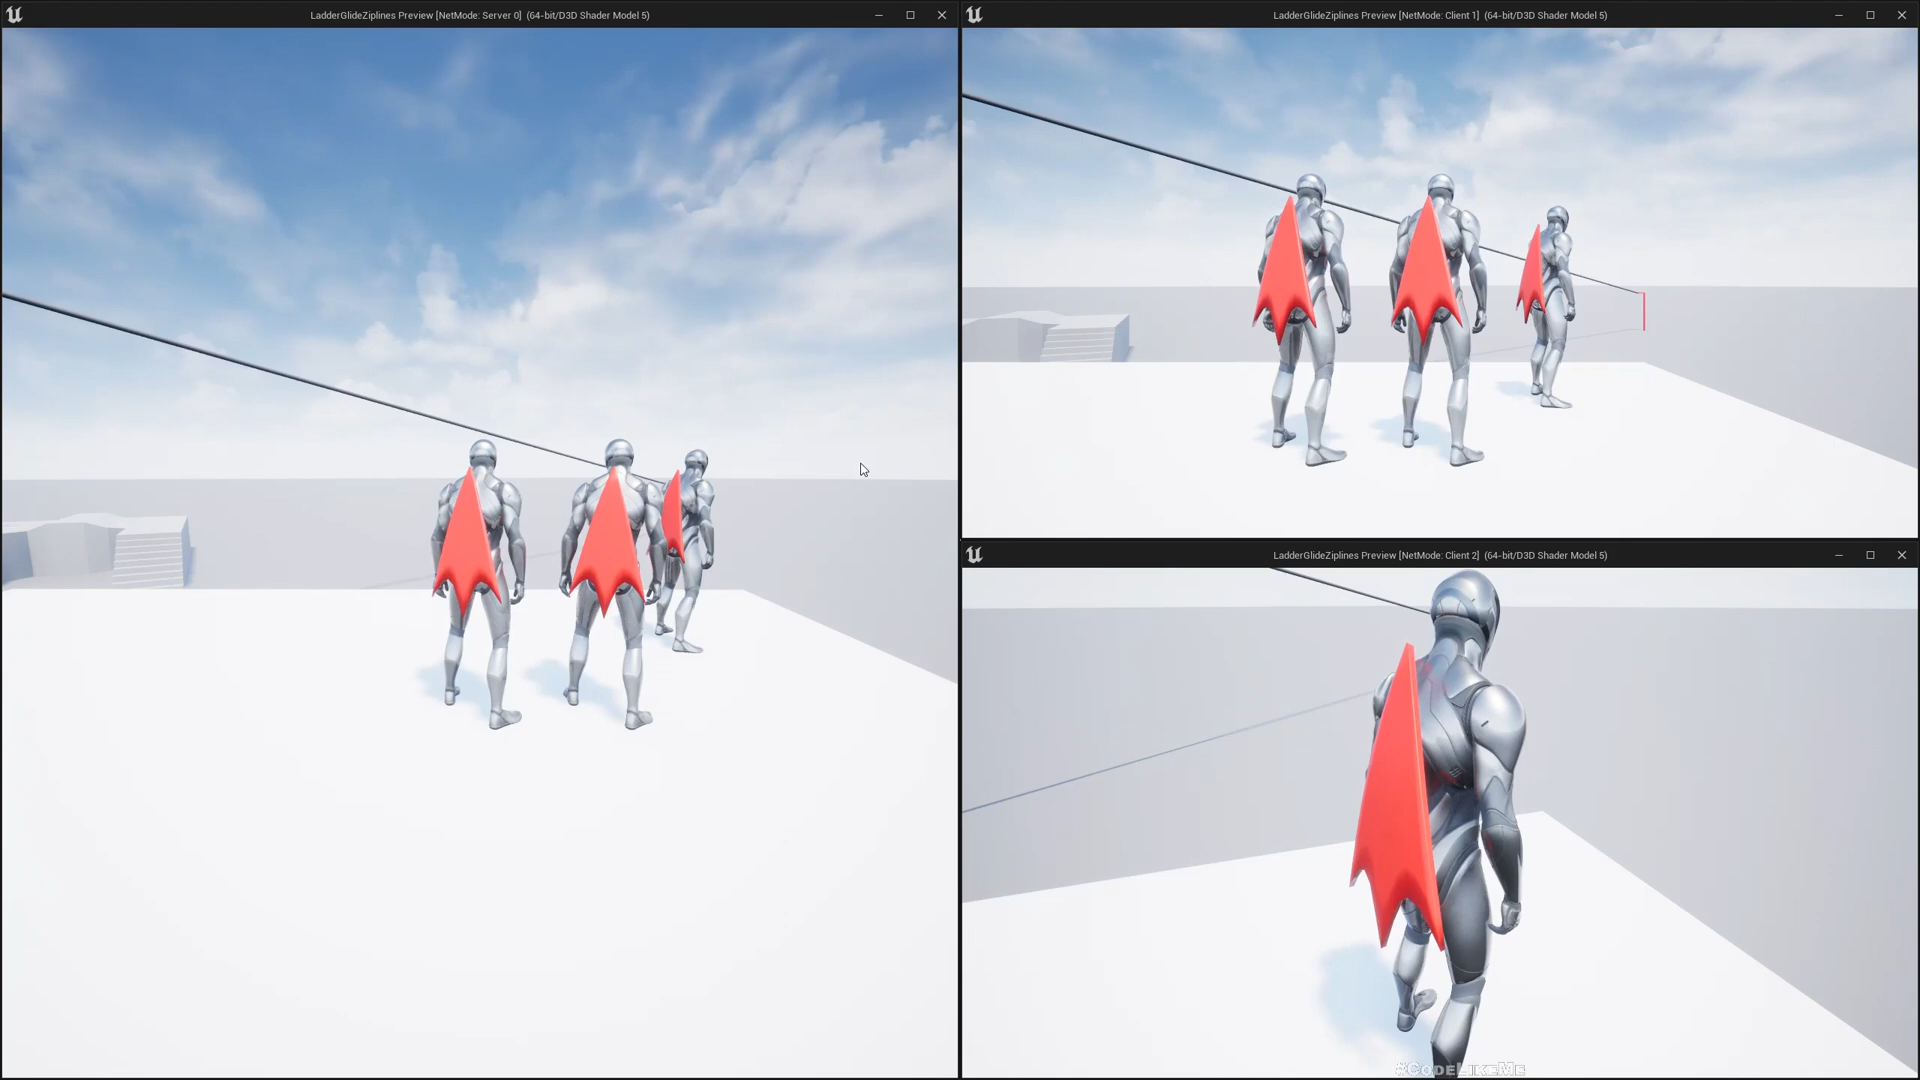 LadderGlideZiplines Preview [NetMode: Server 0] (64-bit/D3D Shader Model 5)
LadderGlideZiplines Preview [NetMode: Client 1] (64-bit/D3D Shader Model 5)
LadderGlideZiplines Preview [NetMode: Client 2] (64-bit/D3D Shader Model 5)
#CodeLikeMe